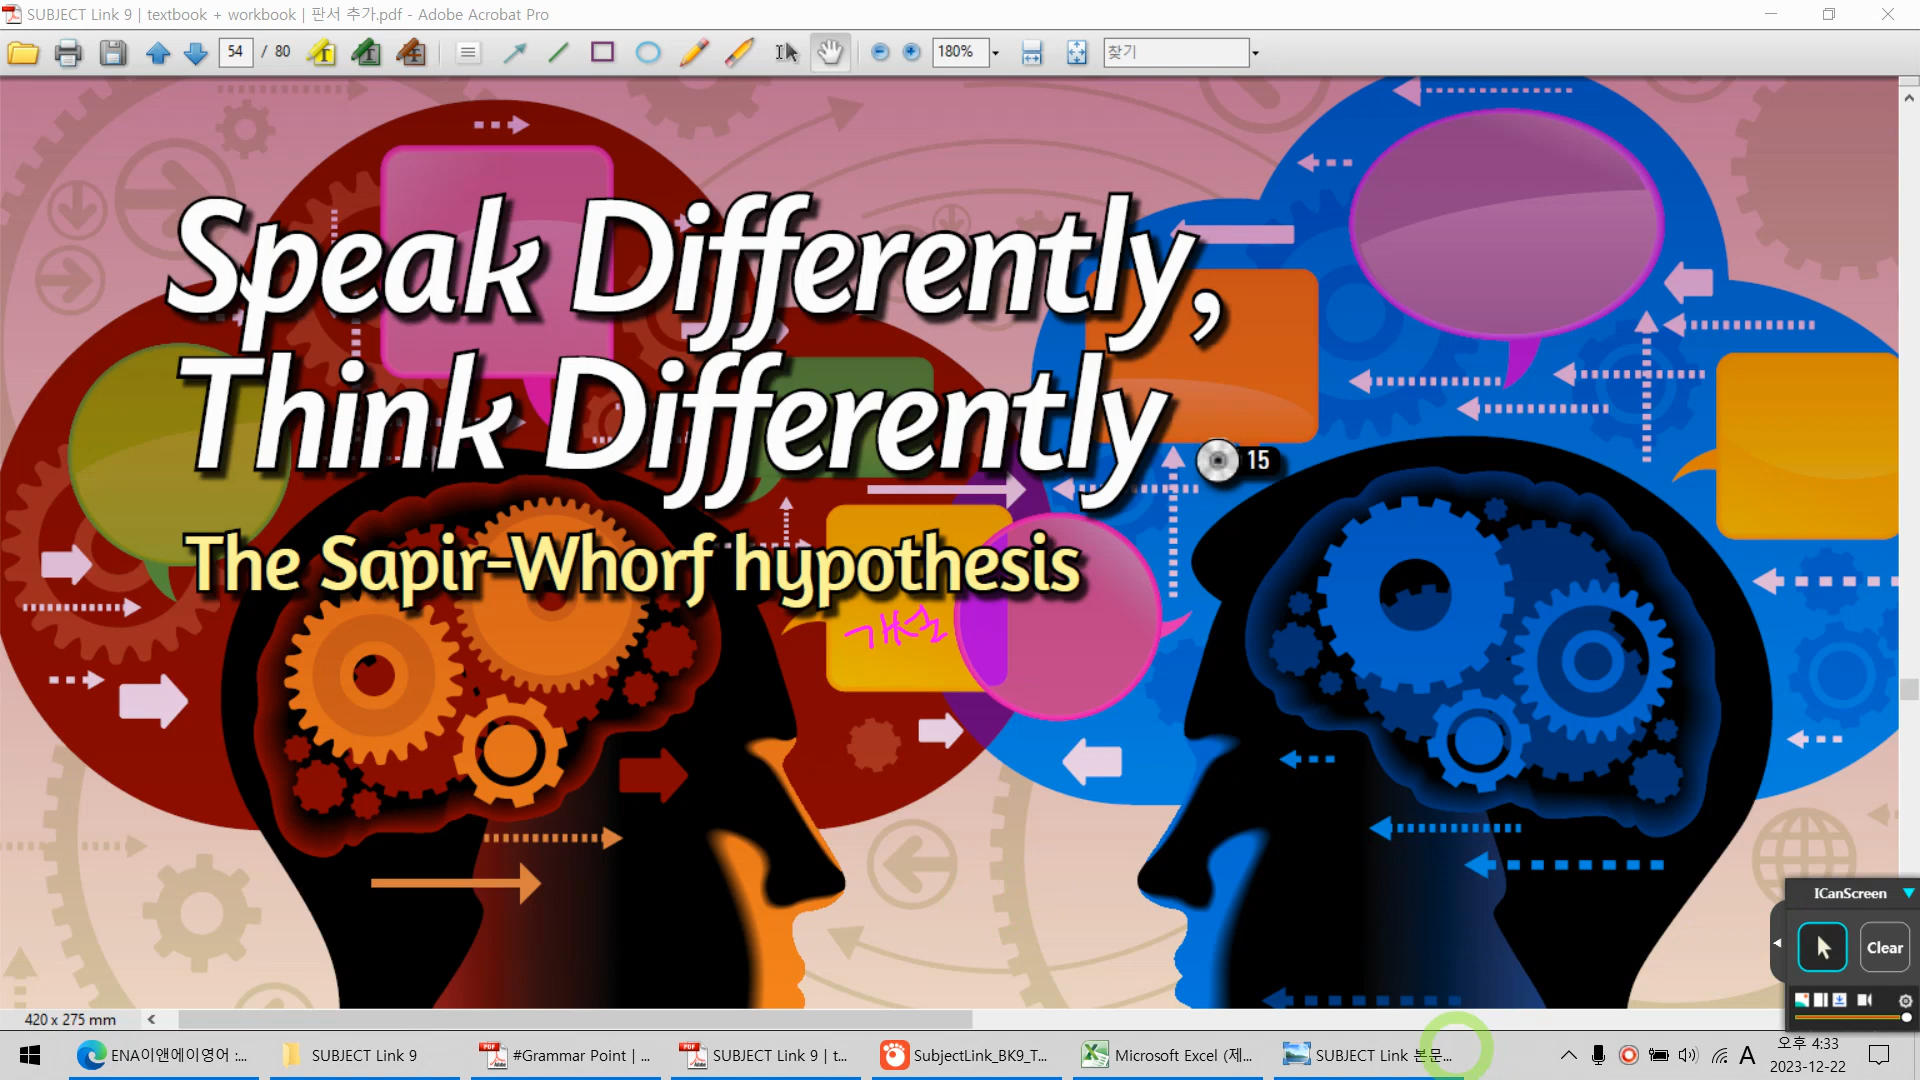 SUBJECT Link 9 | textbook + workbook | 판서 추가.pdf - Adobe Acrobat Pro
54 / 80 180% 찾기
Speak Differently,
Think Differently
15
The Sapir-Whorf hypothesis
가설
ICanScreen
Clear
420 x 275 mm
ENA이앤에이영어 :...
SUBJECT Link 9
#Grammar Point | ...
SUBJECT Link 9 | t...
SubjectLink_BK9_T...
Microsoft Excel (제...
SUBJECT Link 본문...
A
오후 4:33
2023-12-22